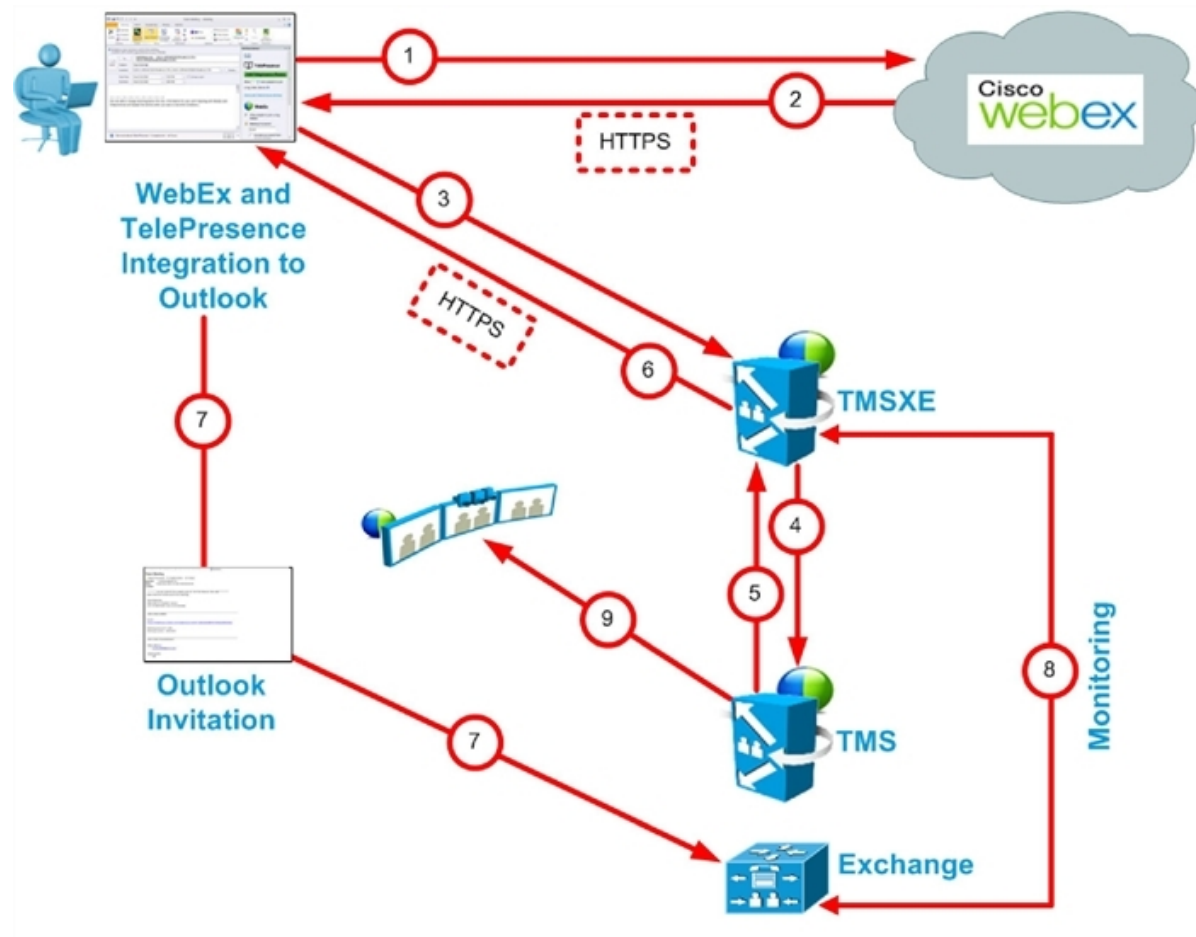 1
Cisco
webex
2
HTTPS
WebEx and
TelePresence
Integration to
Outlook
3
HTTPS
6
TMSXE
7
4
5
9
8
Monitoring
Outlook
Invitation
TMS
7
Exchange